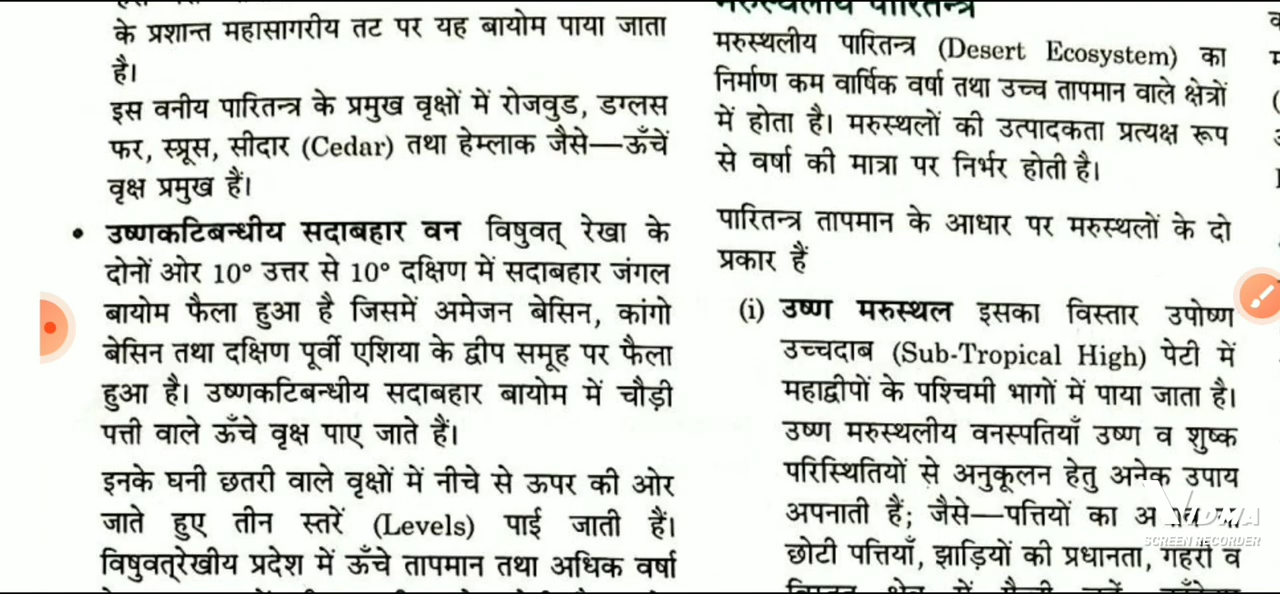 के प्रशान्त महासागरीय तट पर यह बायोम पाया जाता
है।
इस वनीय पारितन्त्र के प्रमुख वृक्षों में रोजवुड, डग्लस
फर, स्प्रूस, सीदार (Cedar) तथा हेम्लाक जैसे—ऊँचें
वृक्ष प्रमुख हैं।
• उष्णकटिबन्धीय सदाबहार वन विषुवत् रेखा के
दोनों ओर 10° उत्तर से 10° दक्षिण में सदाबहार जंगल
बायोम फैला हुआ है जिसमें अमेजन बेसिन, कांगो
बेसिन तथा दक्षिण पूर्वी एशिया के द्वीप समूह पर फैला
हुआ है। उष्णकटिबन्धीय सदाबहार बायोम में चौड़ी
पत्ती वाले ऊँचे वृक्ष पाए जाते हैं।
इनके घनी छतरी वाले वृक्षों में नीचे से ऊपर की ओर
जाते हुए तीन स्तरें (Levels) पाई जाती हैं।
विषुवत्रेखीय प्रदेश में ऊँचे तापमान तथा अधिक वर्षा
मरुस्थलीय पारितन्त्र
मरुस्थलीय पारितन्त्र (Desert Ecosystem) का
निर्माण कम वार्षिक वर्षा तथा उच्च तापमान वाले क्षेत्रों
में होता है। मरुस्थलों की उत्पादकता प्रत्यक्ष रूप
से वर्षा की मात्रा पर निर्भर होती है।
पारितन्त्र तापमान के आधार पर मरुस्थलों के दो
प्रकार हैं
(i) उष्ण मरुस्थल इसका विस्तार उपोष्ण
उच्चदाब (Sub-Tropical High) पेटी में
महाद्वीपों के पश्चिमी भागों में पाया जाता है।
उष्ण मरुस्थलीय वनस्पतियाँ उष्ण व शुष्क
परिस्थितियों से अनुकूलन हेतु अनेक उपाय
अपनाती हैं; जैसे—पत्तियों का
छोटी पत्तियाँ, झाड़ियों की प्रधानता, गहरी व
VIDMA
SCREEN RECORDER